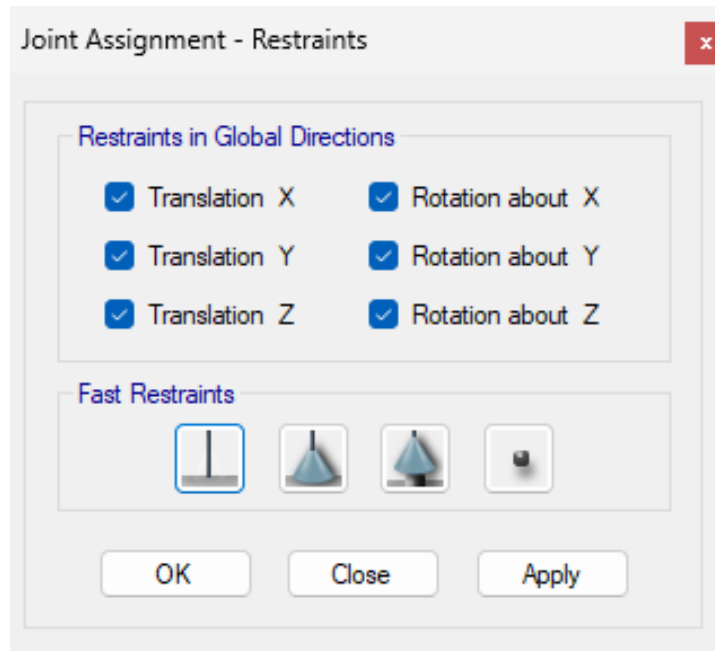 Joint Assignment - Restraints
x
Restraints in Global Directions
Translation X
Rotation about X
Translation Y
Rotation about Y
Translation Z
Rotation about Z
Fast Restraints
OK
Close
Apply